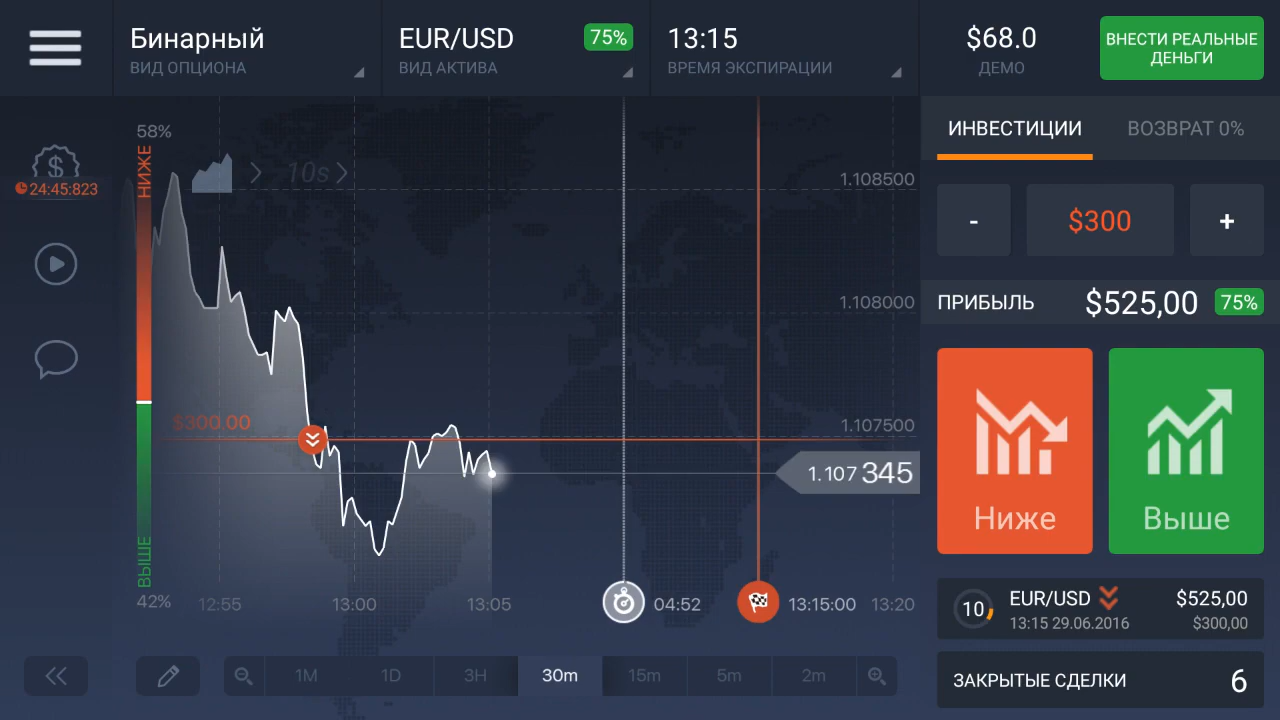 Бинарный
ВИД ОПЦИОНА
EUR/USD
75%
ВИД АКТИВА
13:15
ВРЕМЯ ЭКСПИРАЦИИ
$68.0
ДЕМО
ВНЕСТИ РЕАЛЬНЫЕ
ДЕНЬГИ
58%
НИЖЕ
10s
24:45:823
$300.00
ВЫШЕ
42%
1.108500
1.108000
1.107500
1.107 345
12:55
13:00
13:05
04:52
13:15:00
13:20
1M
1D
3H
30m
15m
5m
2m
ИНВЕСТИЦИИ
ВОЗВРАТ 0%
-
$300
+
ПРИБЫЛЬ
$525,00
75%
Ниже
Выше
10
EUR/USD
$525,00
13:15 29.06.2016
$300,00
ЗАКРЫТЫЕ СДЕЛКИ
6